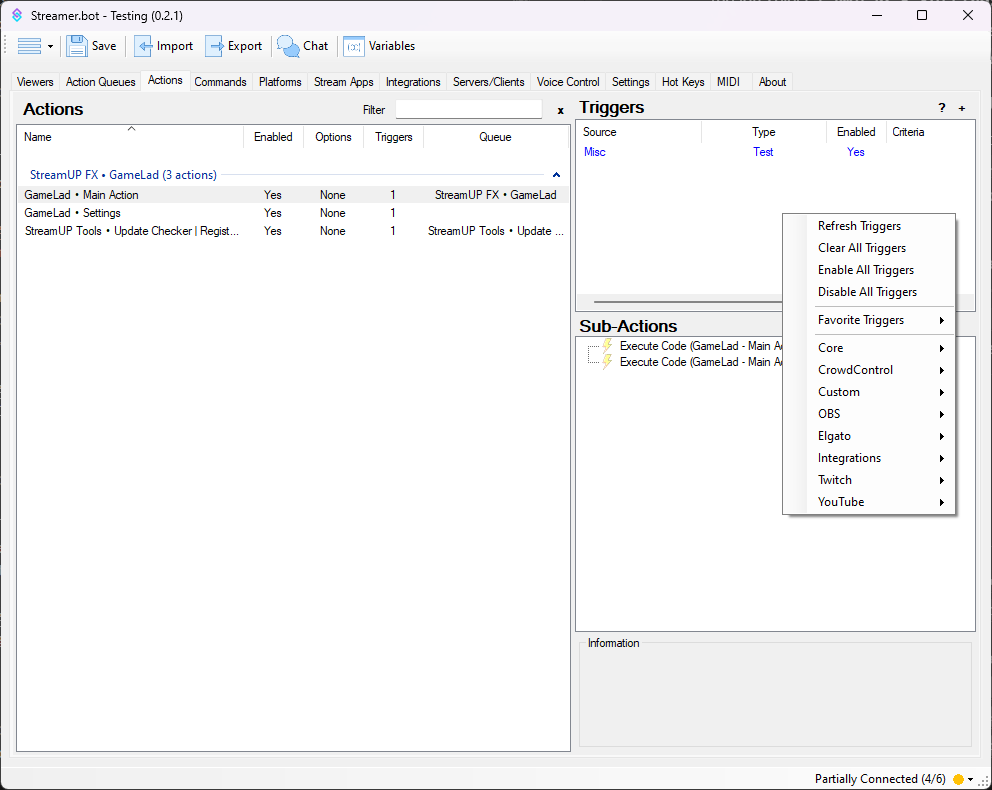 Streamer.bot - Testing (0.2.1)
Save Import Export Chat Variables
Viewers Action Queues Actions Commands Platforms Stream Apps Integrations Servers/Clients Voice Control Settings Hot Keys MIDI About
Actions Filter x
Name Enabled Options Triggers Queue
StreamUP FX • GameLad (3 actions)
GameLad • Main Action Yes None 1 StreamUP FX • GameLad
GameLad • Settings Yes None 1
StreamUP Tools • Update Checker | Regist... Yes None 1 StreamUP Tools • Update ...
Triggers ? +
Source Type Enabled Criteria
Misc Test Yes
Refresh Triggers
Clear All Triggers
Enable All Triggers
Disable All Triggers
Favorite Triggers
Core
CrowdControl
Custom
OBS
Elgato
Integrations
Twitch
YouTube
Sub-Actions
Execute Code (GameLad - Main A
Execute Code (GameLad - Main A
Information
Partially Connected (4/6)